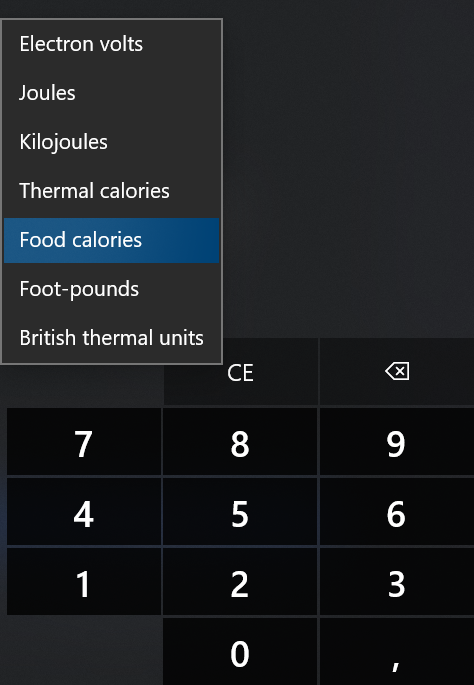 Electron volts
Joules
Kilojoules
Thermal calories
Food calories
Foot-pounds
British thermal units
CE
7 8 9
4 5 6
1 2 3
0 ,